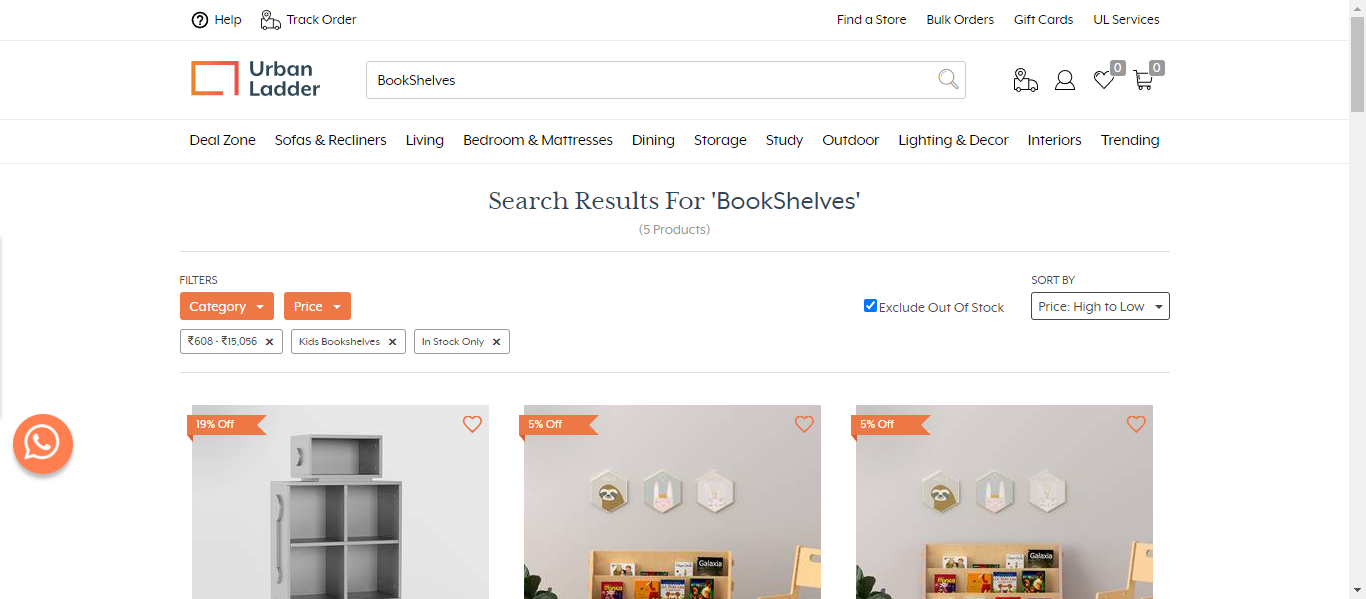 Help Track Order Find a Store Bulk Orders Gift Cards UL Services
Urban
Ladder
BookShelves
0 0
Deal Zone Sofas & Recliners Living Bedroom & Mattresses Dining Storage Study Outdoor Lighting & Decor Interiors Trending
Search Results For 'BookShelves'
(5 Products)
FILTERS SORT BY
Category Price Exclude Out Of Stock Price: High to Low
₹608 - ₹15,056 Kids Bookshelves In Stock Only
19% Off 5% Off 5% Off
Galaxia Galaxia